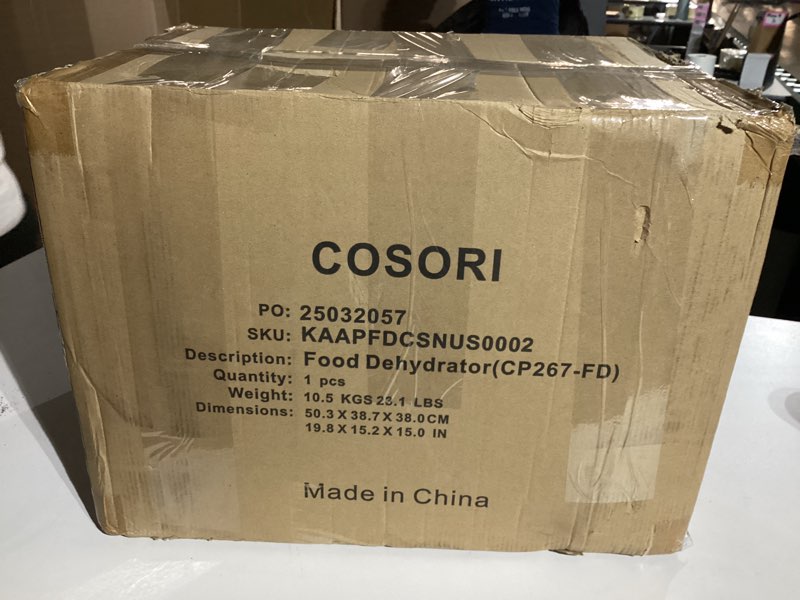 COSORI
PO: 25032057
SKU: KAAPFDCSNUS0002
Description: Food Dehydrator(CP267-FD)
Quantity: 1 pcs
Weight: 10.5 KGS 23.1 LBS
Dimensions: 50.3 X 38.7 X 38.0 CM
19.8 X 15.2 X 15.0 IN
Made in China